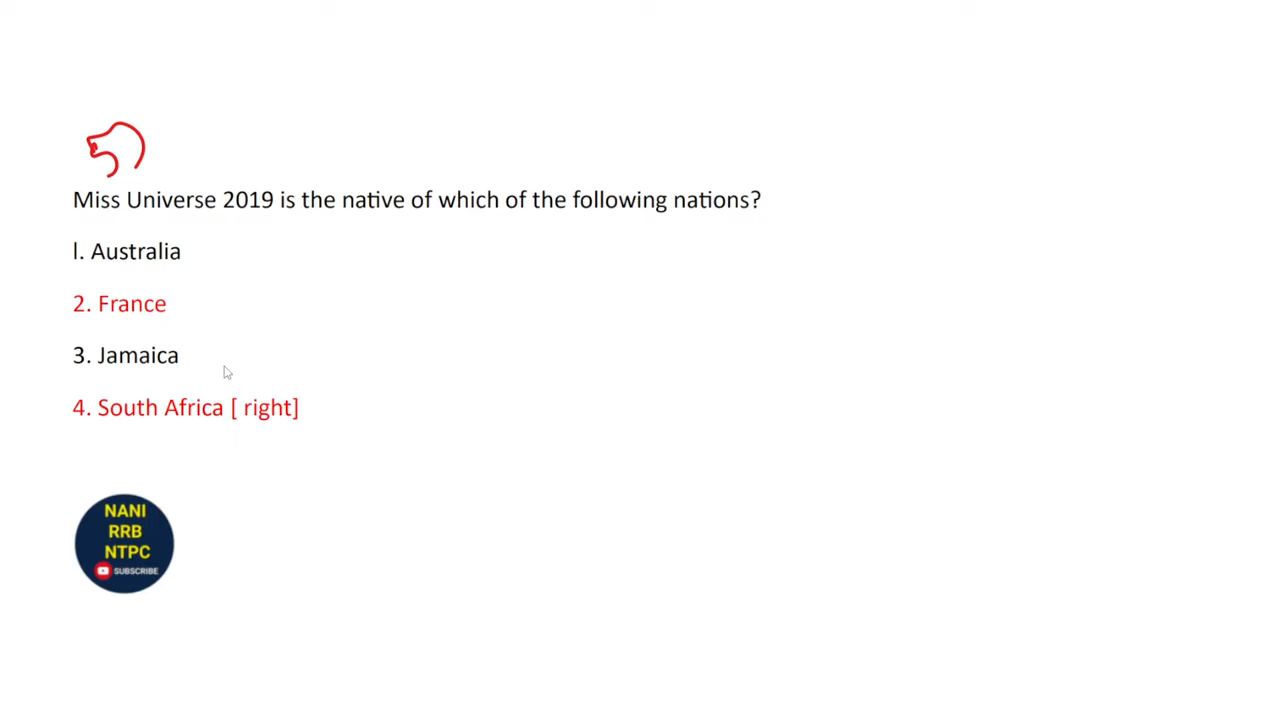 Miss Universe 2019 is the native of which of the following nations?
l. Australia
2. France
3. Jamaica
4. South Africa [ right]
NANI
RRB
NTPC
SUBSCRIBE